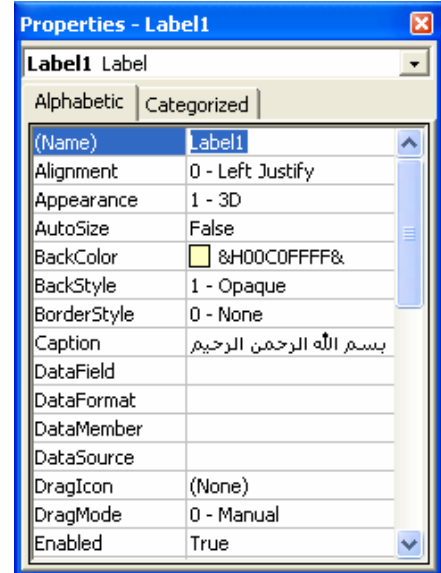 Properties - Label1
Label1 Label
Alphabetic Categorized
(Name) Label1
Alignment 0 - Left Justify
Appearance 1 - 3D
AutoSize False
BackColor &H00C0FFFF&
BackStyle 1 - Opaque
BorderStyle 0 - None
Caption بسم الله الرحمن الرحيم
DataField
DataFormat
DataMember
DataSource
DragIcon (None)
DragMode 0 - Manual
Enabled True